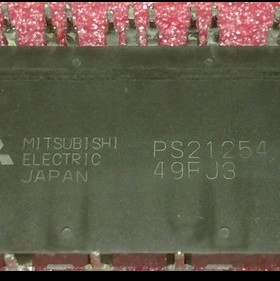 MITSUBISHI
ELECTRIC
JAPAN
PS21254
49FJ3